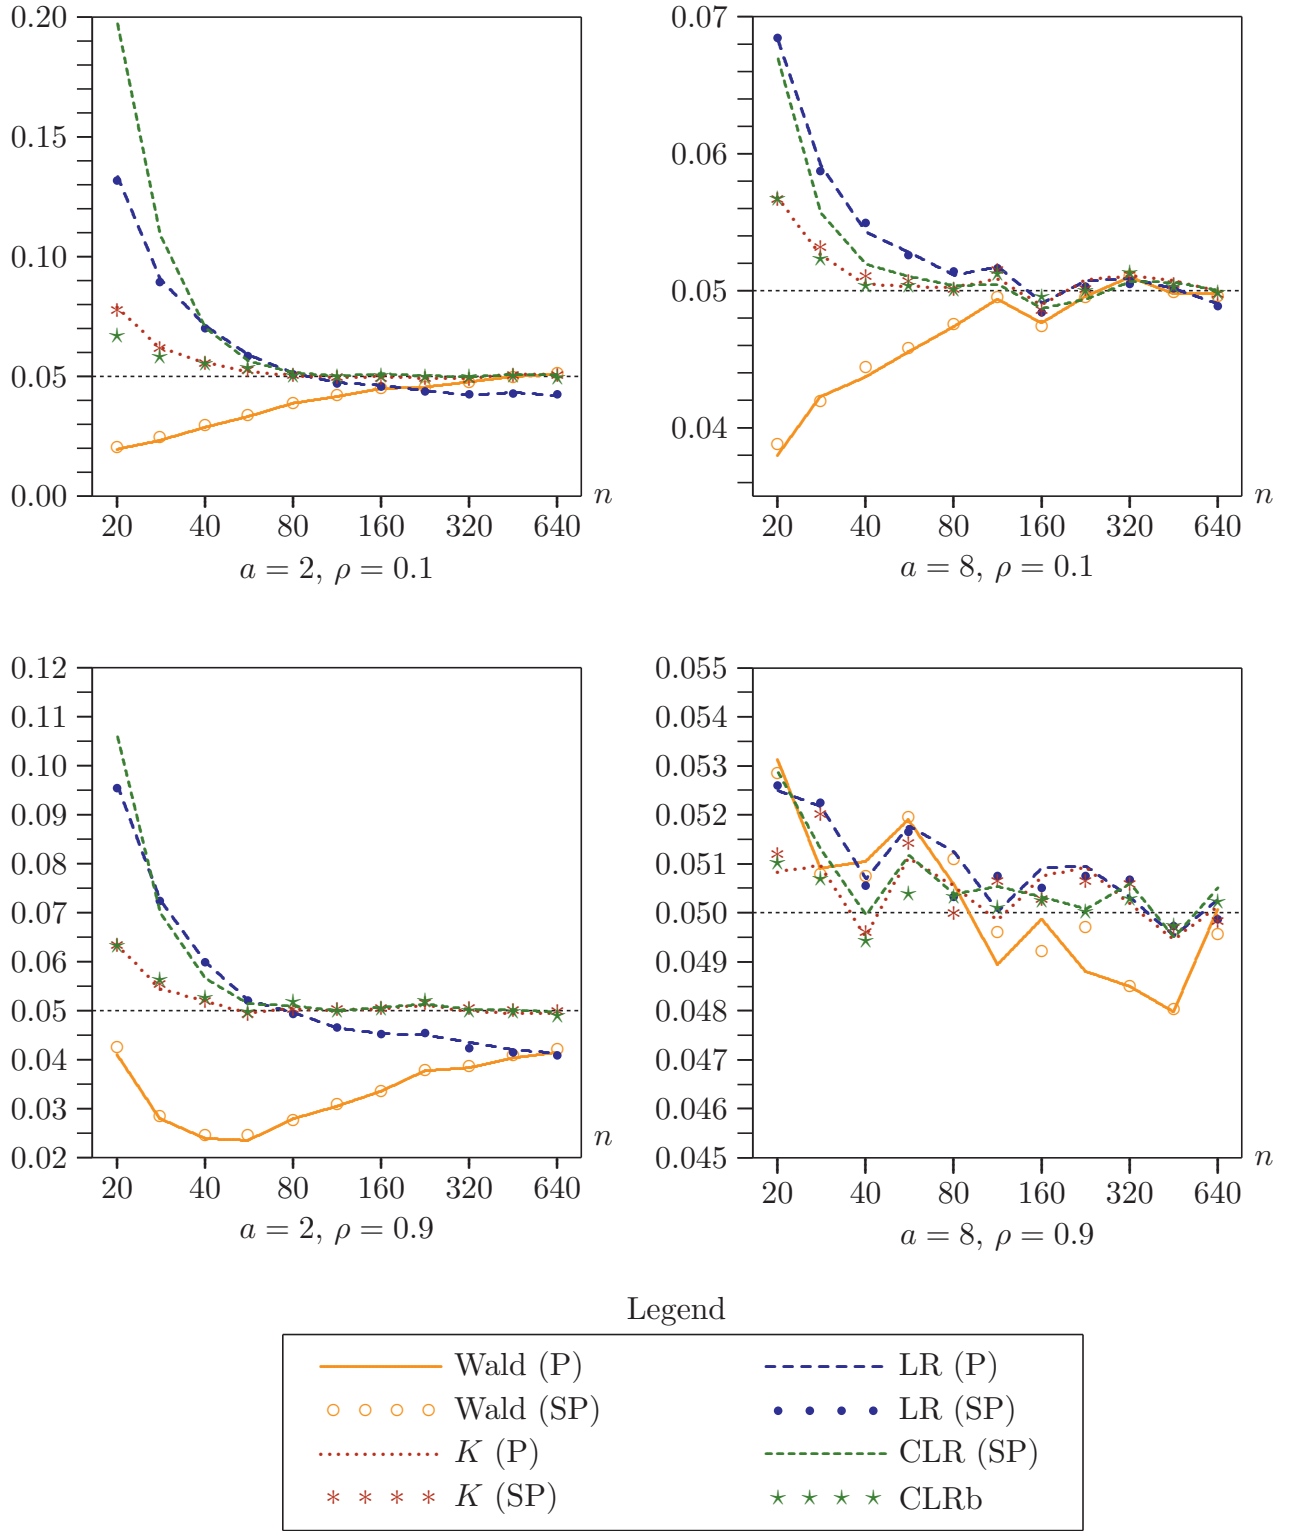 0.20
0.15
0.10
0.05
0.00
20 40 80 160 320 640
n
a = 2, ρ = 0.1
0.07
0.06
0.05
0.04
20 40 80 160 320 640
n
a = 8, ρ = 0.1
0.12
0.11
0.10
0.09
0.08
0.07
0.06
0.05
0.04
0.03
0.02
20 40 80 160 320 640
n
a = 2, ρ = 0.9
0.055
0.054
0.053
0.052
0.051
0.050
0.049
0.048
0.047
0.046
0.045
20 40 80 160 320 640
n
a = 8, ρ = 0.9
Legend
Wald (P)
Wald (SP)
K (P)
K (SP)
LR (P)
LR (SP)
CLR (SP)
CLRb